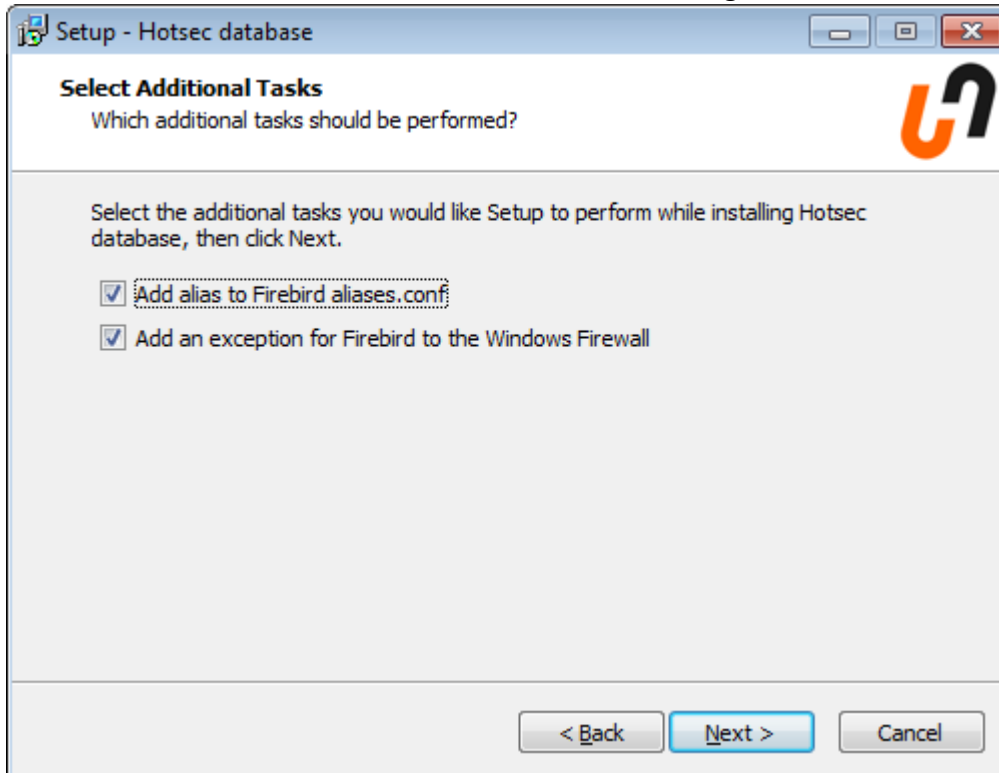 Setup - Hotsec database
Select Additional Tasks
Which additional tasks should be performed?
Select the additional tasks you would like Setup to perform while installing Hotsec
database, then click Next.
Add alias to Firebird aliases.conf
Add an exception for Firebird to the Windows Firewall
< Back Next > Cancel